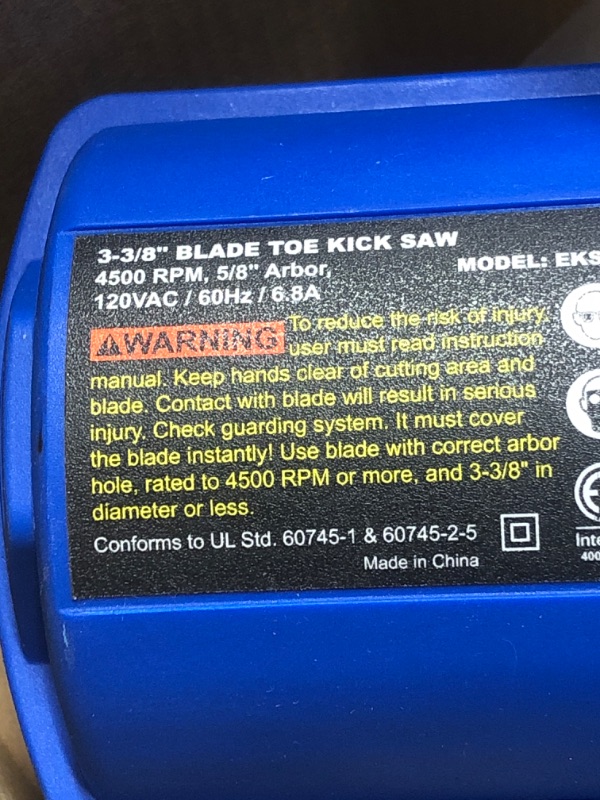 3-3/8" BLADE TOE KICK SAW
4500 RPM, 5/8" Arbor,
MODEL: EKS
120VAC / 60Hz / 6.8A
WARNING To reduce the risk of injury,
user must read instruction
manual. Keep hands clear of cutting area and
blade. Contact with blade will result in serious
injury. Check guarding system. It must cover
the blade instantly! Use blade with correct arbor
hole, rated to 4500 RPM or more, and 3-3/8" in
diameter or less.
Conforms to UL Std. 60745-1 & 60745-2-5
Made in China
Inte
400